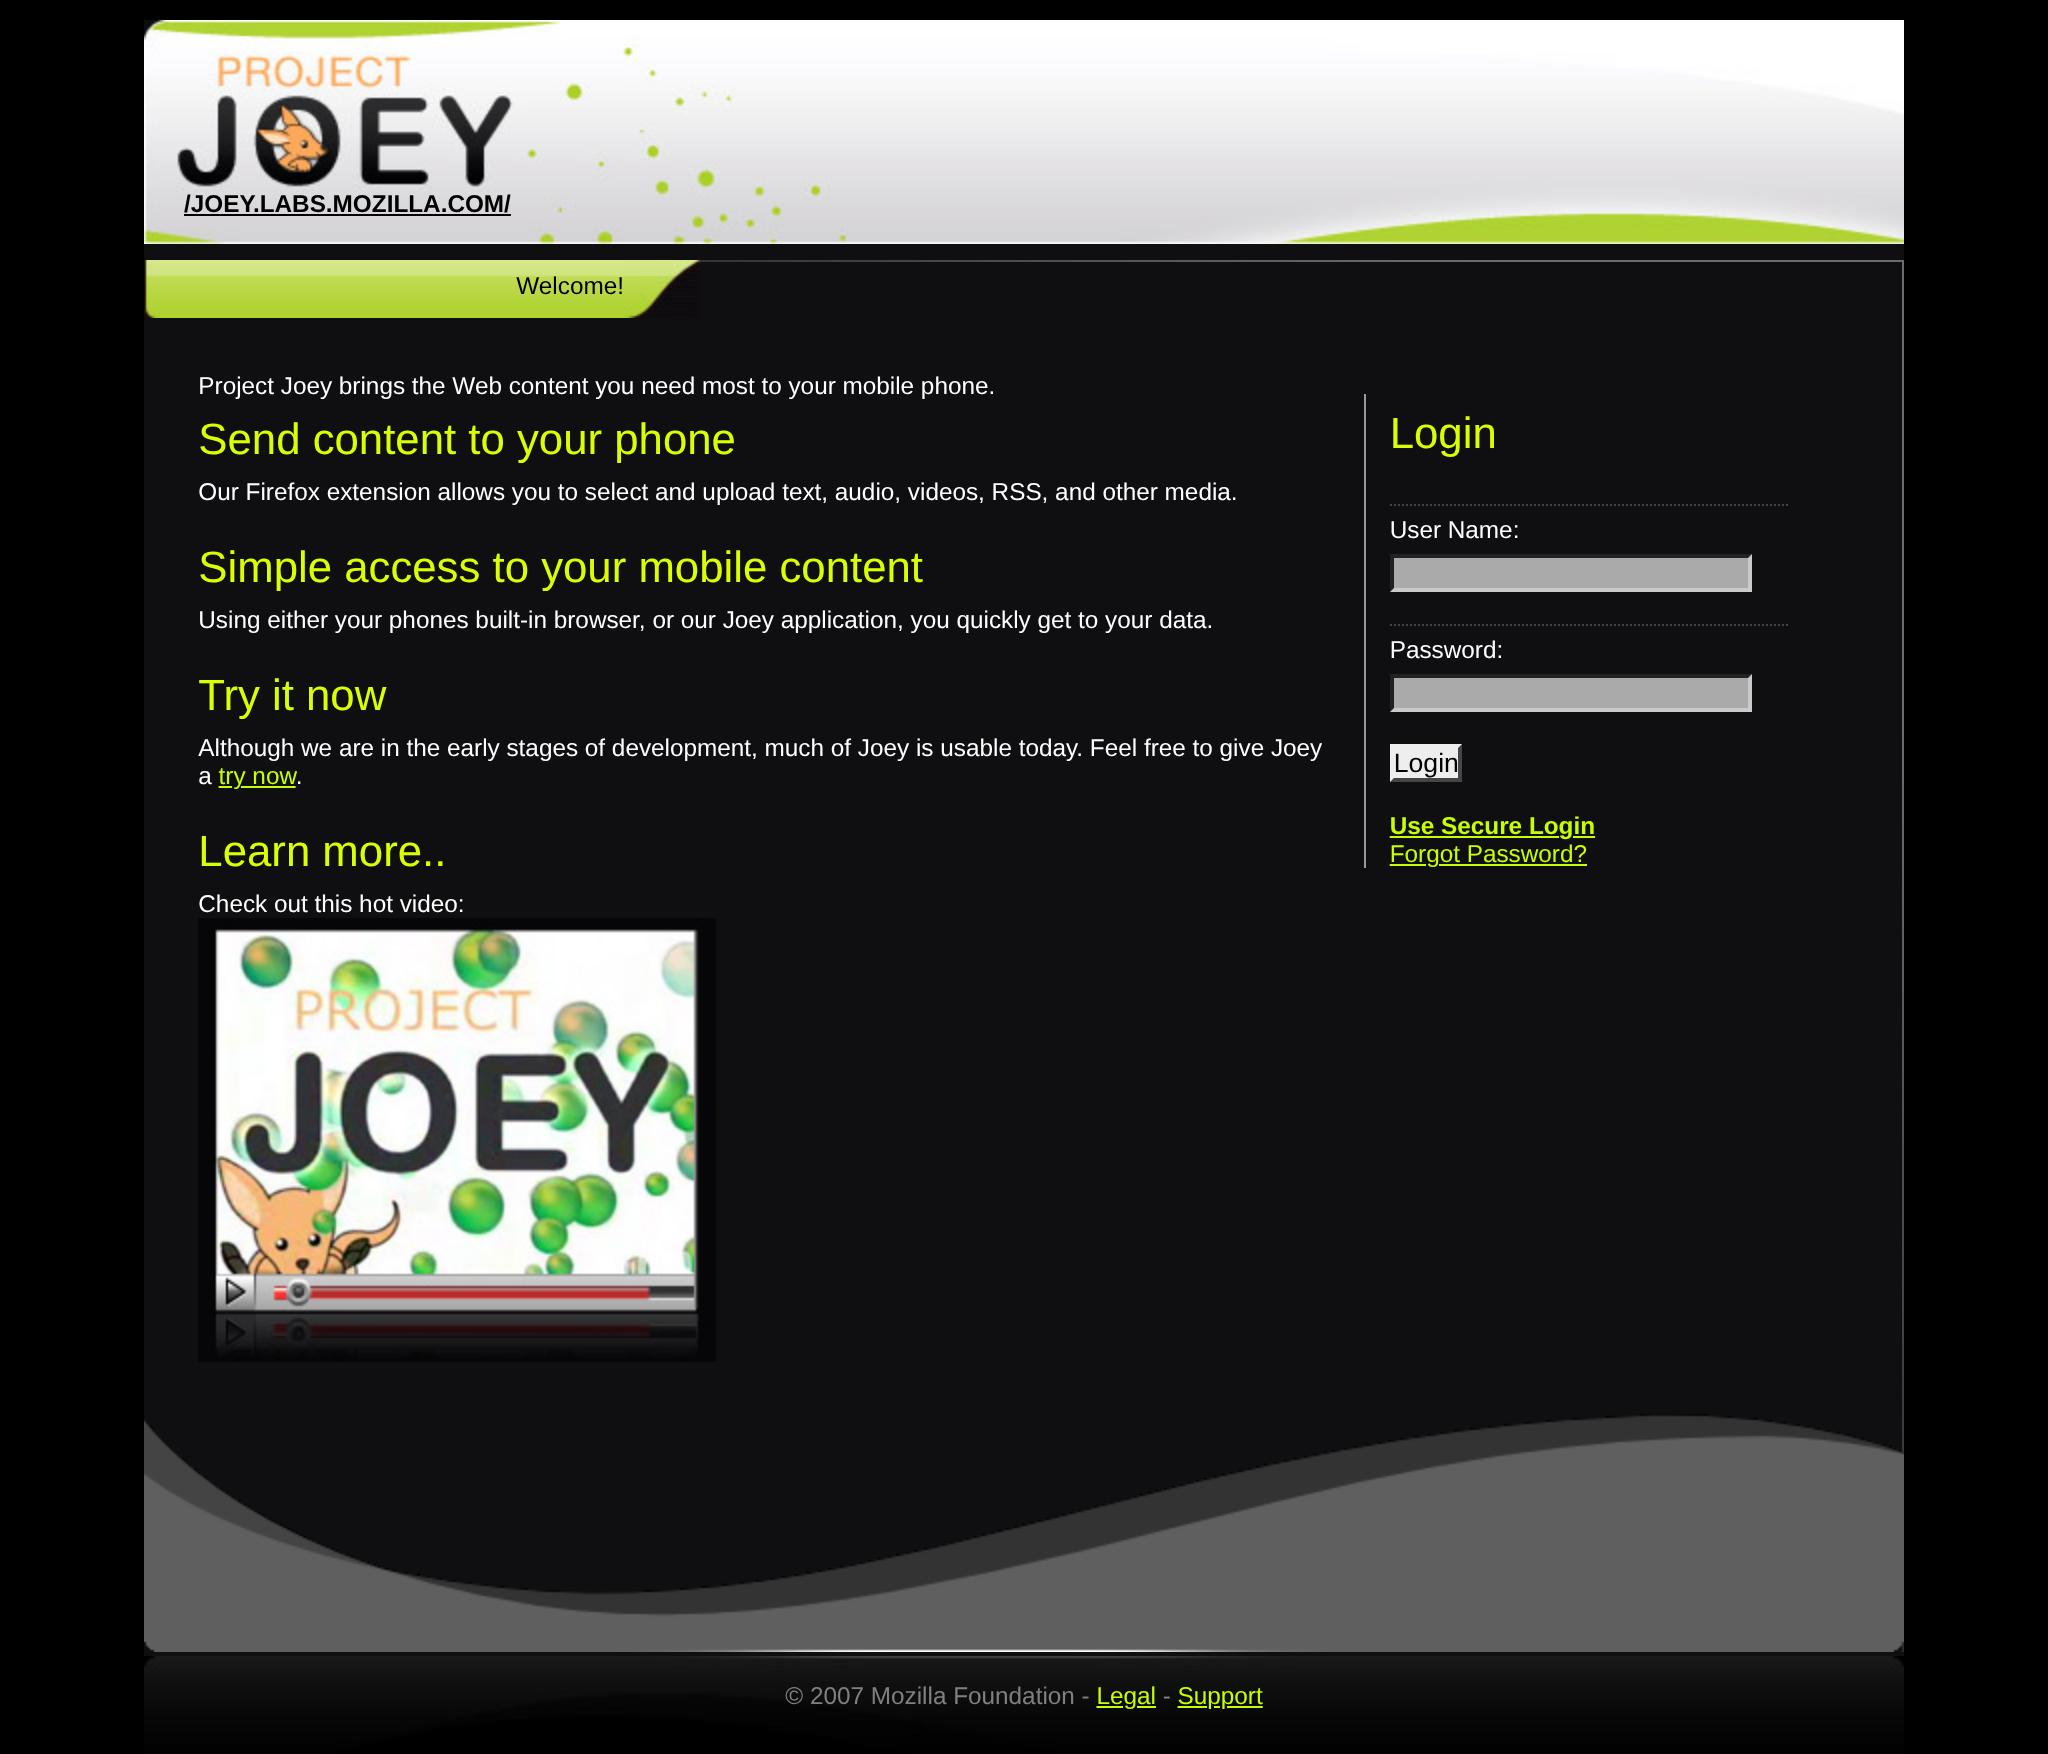 PROJECT
JOEY
/JOEY.LABS.MOZILLA.COM/
Welcome!
Project Joey brings the Web content you need most to your mobile phone.
Send content to your phone
Our Firefox extension allows you to select and upload text, audio, videos, RSS, and other media.
Simple access to your mobile content
Using either your phones built-in browser, or our Joey application, you quickly get to your data.
Try it now
Although we are in the early stages of development, much of Joey is usable today. Feel free to give Joey
a try now.
Learn more..
Check out this hot video:
PROJECT
JOEY
Login
User Name:
Password:
Login
Use Secure Login
Forgot Password?
© 2007 Mozilla Foundation - Legal - Support